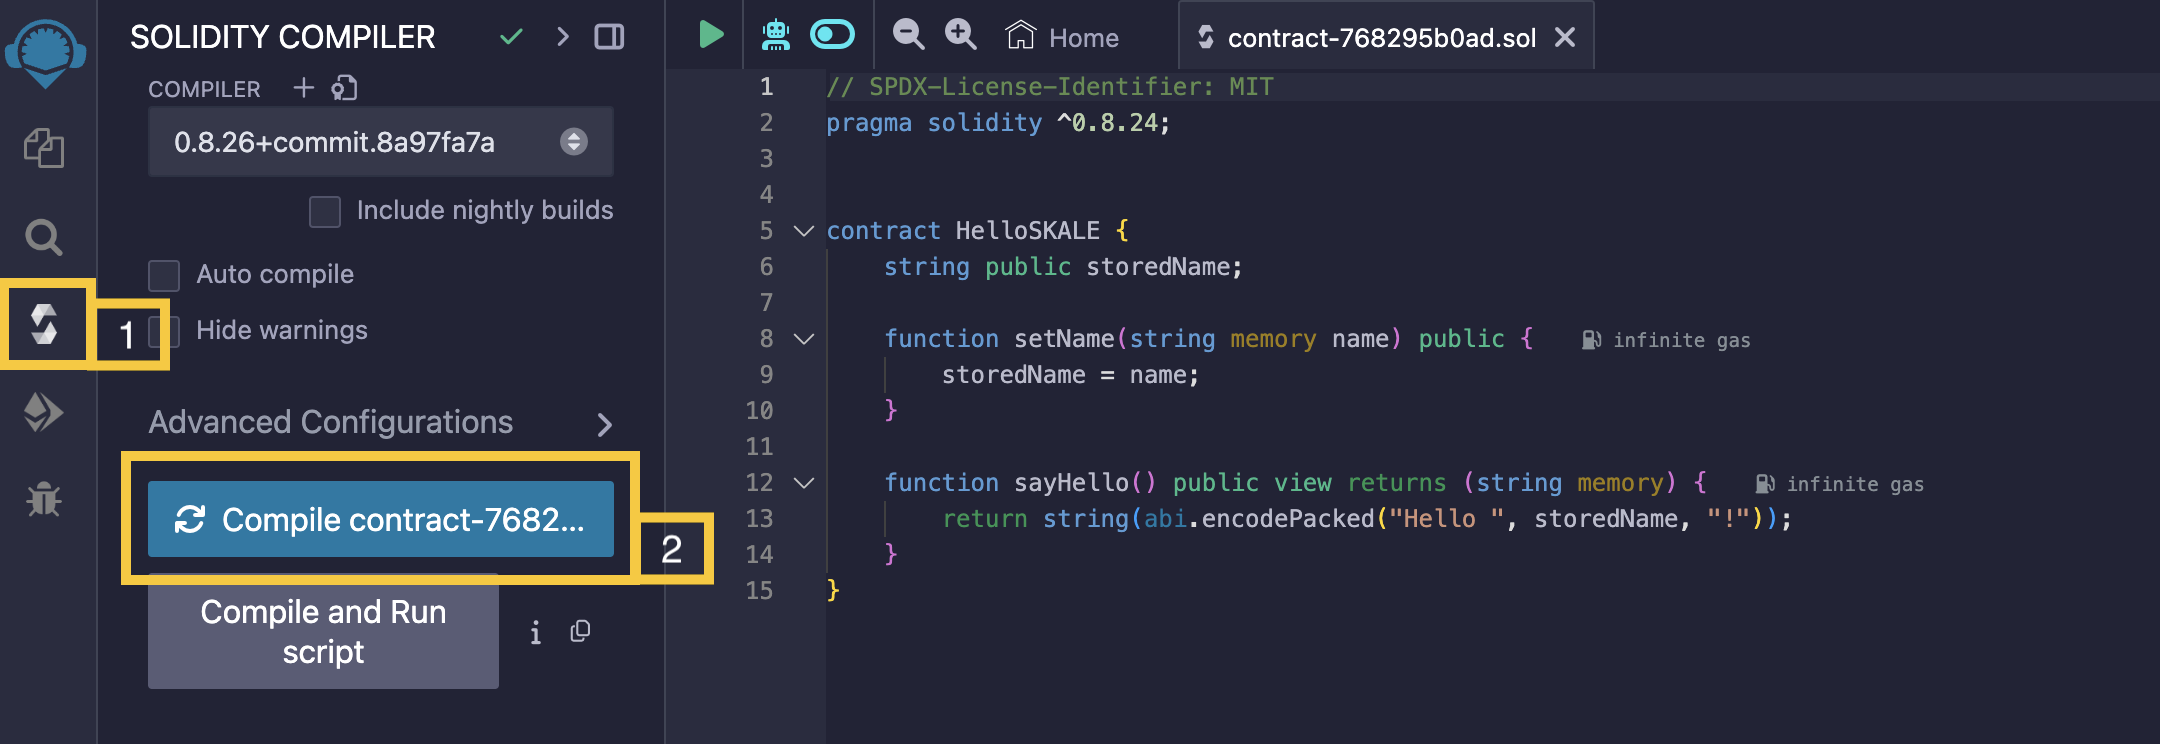 SOLIDITY COMPILER
COMPILER
0.8.26+commit.8a97fa7a
Include nightly builds
Auto compile
1
Hide warnings
Advanced Configurations
Compile contract-7682...
2
Compile and Run
script
Home
contract-768295b0ad.sol
1 // SPDX-License-Identifier: MIT
2 pragma solidity ^0.8.24;
3
4
5 contract HelloSKALE {
6 string public storedName;
7
8 function setName(string memory name) public { infinite gas
9 storedName = name;
10 }
11
12 function sayHello() public view returns (string memory) { infinite gas
13 return string(abi.encodePacked("Hello ", storedName, "!"));
14 }
15 }